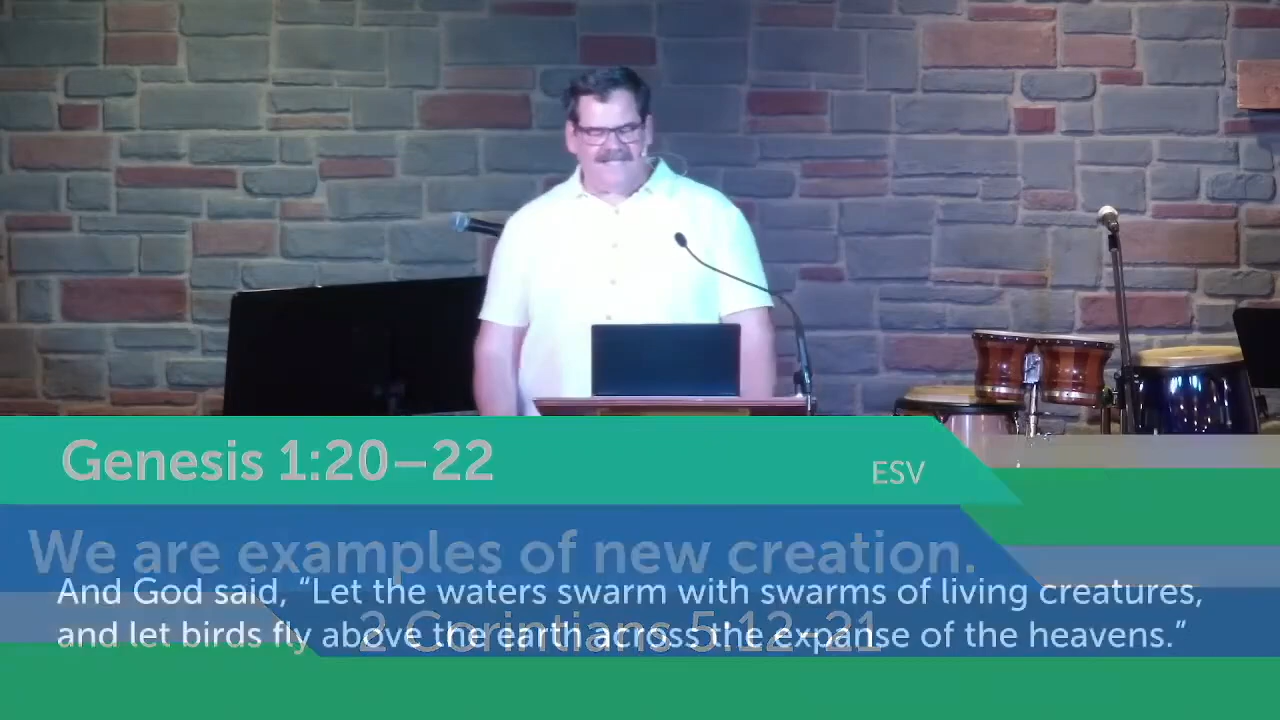 Genesis 1:20–22
ESV
We are examples of new creation.
And God said, “Let the waters swarm with swarms of living creatures,
and let birds fly above the earth across the expanse of the heavens.”
2 Corinthians 5:12–21